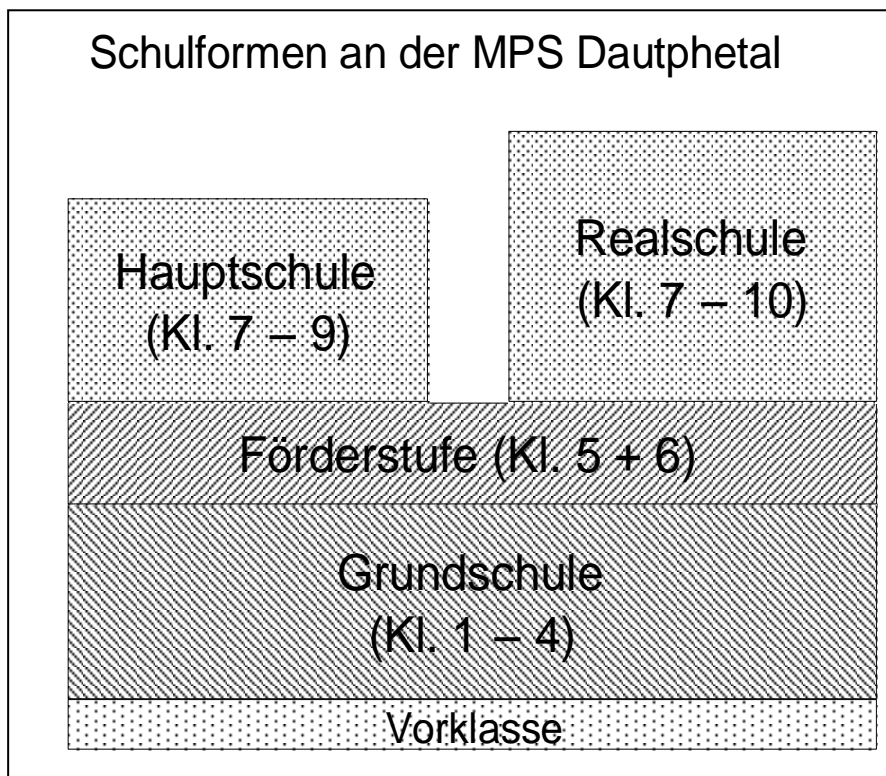 Schulformen an der MPS Dautphetal
Hauptschule
(Kl. 7 – 9)
Realschule
(Kl. 7 – 10)
Förderstufe (Kl. 5 + 6)
Grundschule
(Kl. 1 – 4)
Vorklasse